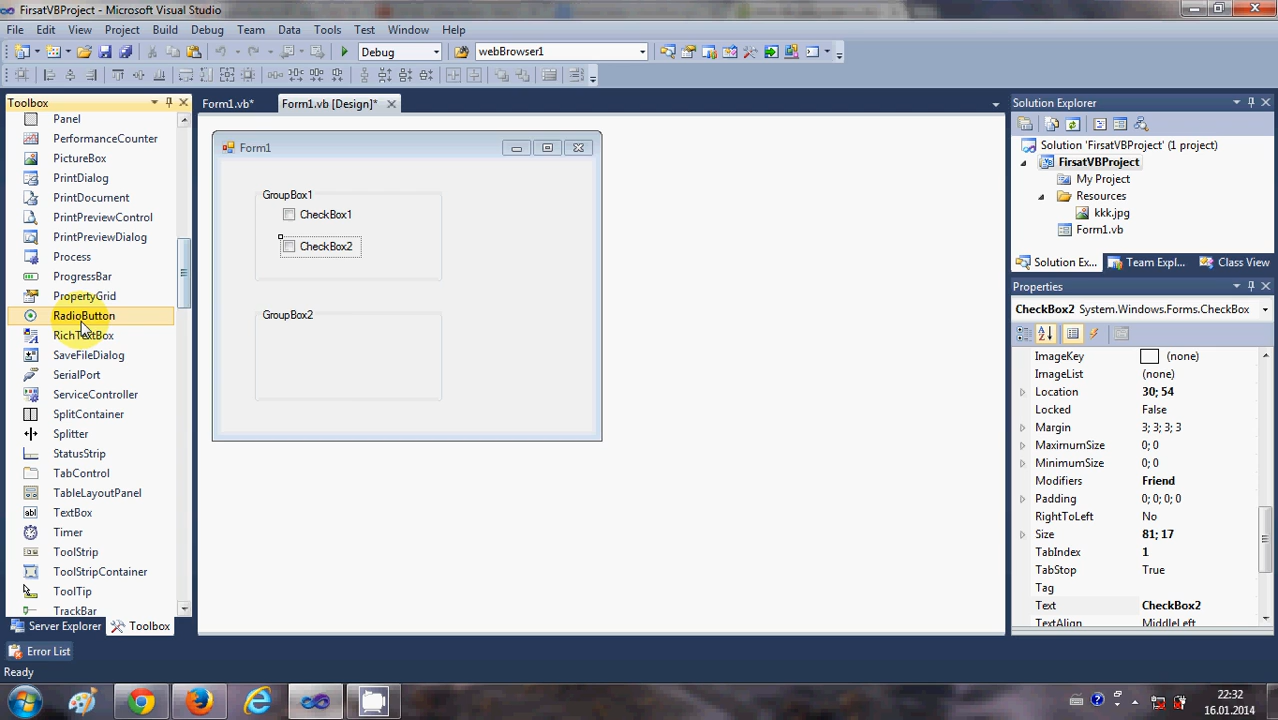 FirsatVBProject - Microsoft Visual Studio
File Edit View Project Build Debug Team Data Tools Test Window Help
Debug webBrowser1
Toolbox
Form1.vb* Form1.vb [Design]*
Panel
PerformanceCounter
PictureBox
PrintDialog
PrintDocument
PrintPreviewControl
PrintPreviewDialog
Process
ProgressBar
PropertyGrid
RadioButton
RichTextBox
SaveFileDialog
SerialPort
ServiceController
SplitContainer
Splitter
StatusStrip
TabControl
TableLayoutPanel
TextBox
Timer
ToolStrip
ToolStripContainer
ToolTip
TrackBar
Server Explorer Toolbox
Form1
GroupBox1
CheckBox1
CheckBox2
GroupBox2
Solution Explorer
Solution 'FirsatVBProject' (1 project)
FirsatVBProject
My Project
Resources
kkk.jpg
Form1.vb
Solution Ex... Team Expl... Class View
Properties
CheckBox2 System.Windows.Forms.CheckBox
ImageKey (none)
ImageList (none)
Location 30; 54
Locked False
Margin 3; 3; 3; 3
MaximumSize 0; 0
MinimumSize 0; 0
Modifiers Friend
Padding 0; 0; 0; 0
RightToLeft No
Size 81; 17
TabIndex 1
TabStop True
Tag
Text CheckBox2
TextAlign MiddleLeft
Error List
Ready
22:32
16.01.2014